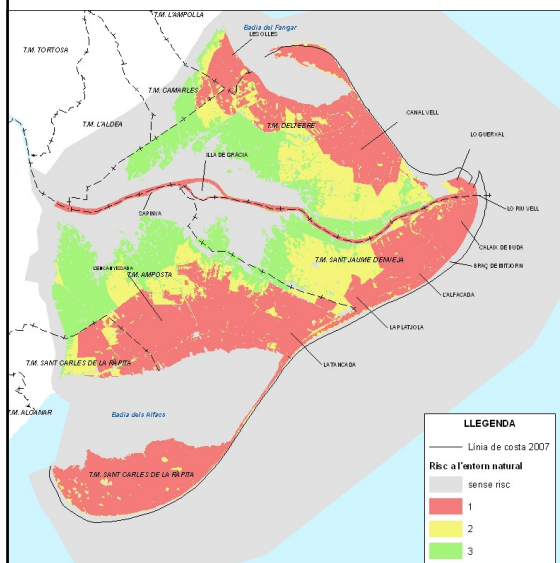 T.M. L'AMPOLLA
Badia del Fangar
LES OLLES
T.M. TORTOSA
T.M. CAMARLES
CANAL VELL
T.M. L'ALDEA
T.M. DELTEBRE
LO GUERXAL
ILLA DE GRÀCIA
SAPINYA
LO RIU VELL
CALAIX DE BUDA
T.M. SANT JAUME D'ENVEJA
BRAÇ DE MITJORN
L'ENCANYISSADA
T.M. AMPOSTA
L'ALFACADA
LA PLATJOLA
LA TANCADA
T.M. SANT CARLES DE LA RÀPITA
T.M. ALCANAR
Badia dels Alfacs
T.M. SANT CARLES DE LA RÀPITA
LLEGENDA
Línia de costa 2007
Risc a l'entorn natural
sense risc
1
2
3